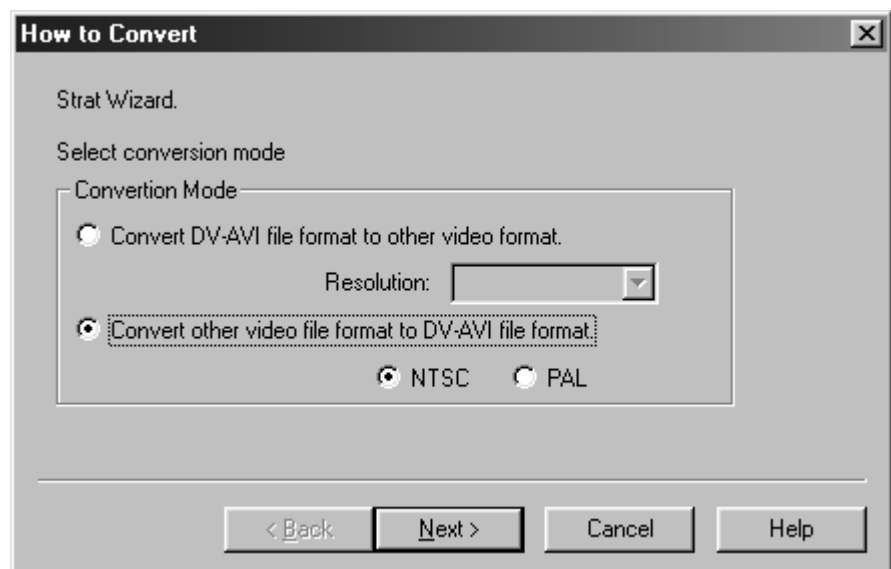 How to Convert
Strat Wizard.
Select conversion mode
Convertion Mode
Convert DV-AVI file format to other video format.
Resolution:
Convert other video file format to DV-AVI file format.
NTSC PAL
< Back Next > Cancel Help